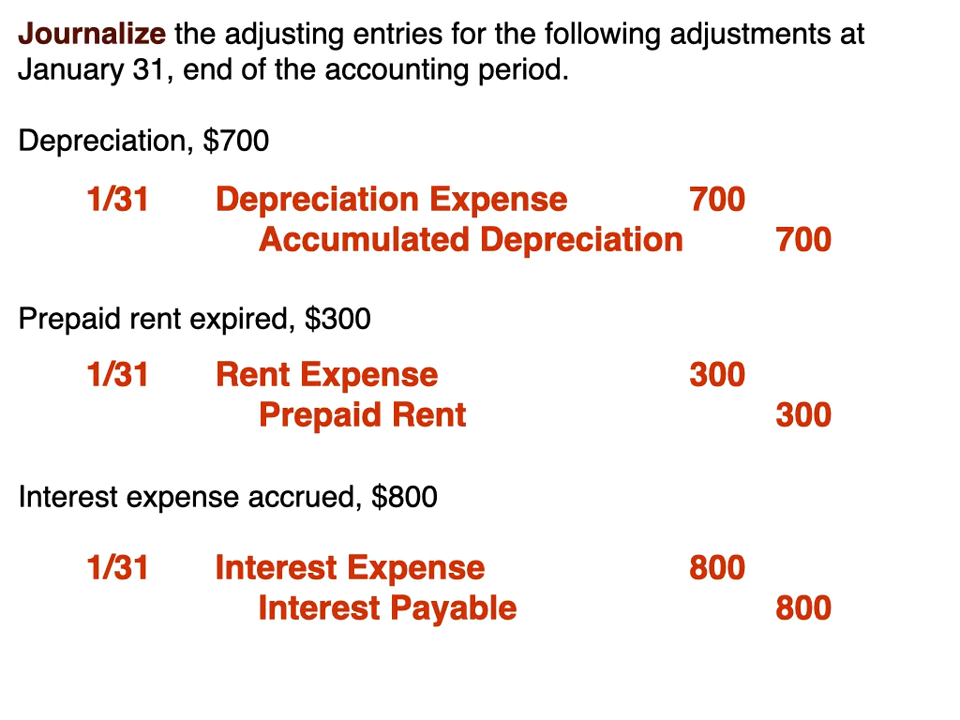 Journalize the adjusting entries for the following adjustments at
January 31, end of the accounting period.
Depreciation, $700
1/31 Depreciation Expense 700
Accumulated Depreciation 700
Prepaid rent expired, $300
1/31 Rent Expense 300
Prepaid Rent 300
Interest expense accrued, $800
1/31 Interest Expense 800
Interest Payable 800